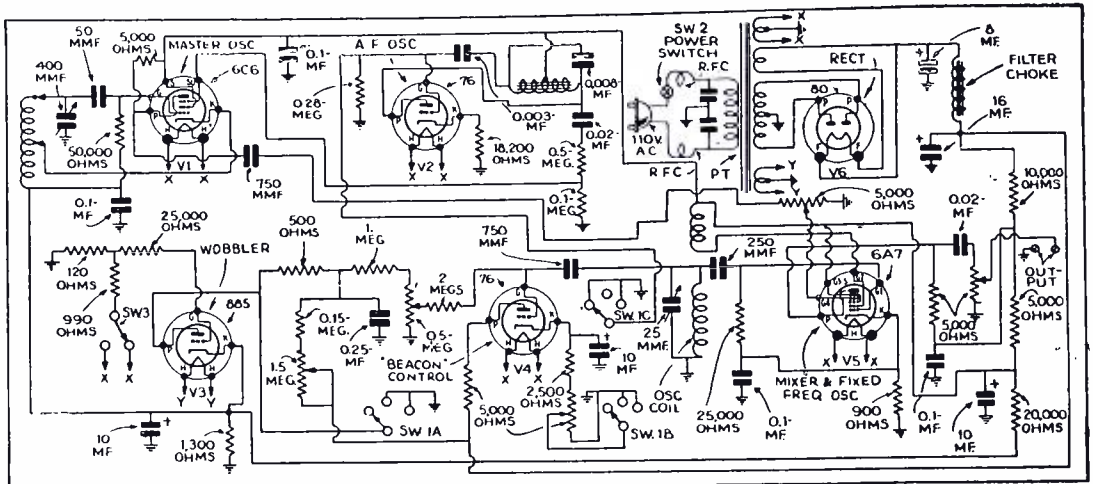 50
MMF
5,000
OHMS
MASTER OSC
6C6
400
MMF
50,000
OHMS
V1
X X
0.1-
MF
750
MMF
0.1-
MF
A F OSC
76
0.28-
MEG
V2
X X
18,200
OHMS
0.003-
MF
0.008
MF
0.02-
MF
0.5-
MEG.
0.1-
MEG
SW 2
POWER
SWITCH
R.FC
110V.
A C
R FC
PT
X
X
RECT
80
P P
F F
V6
Y
Y
8
MF.
FILTER
CHOKE
16
MF.
5,000
OHMS
10,000
OHMS
0.02-
MF
OUT-
PUT
25,000
OHMS
WOBBLER
120
OHMS
990
OHMS
SW3
X X
885
V3
Y Y
10
MF
1,300
OHMS
500
OHMS
1.
MEG
0.15-
MEG.
0.25-
MF
1.5
MEG.
0.5-
MEG
2
MEGS
76
"BEACON"
CONTROL
V4
X X
SW 1A
5,000
OHMS
2,500
OHMS
10
MF
SW.1B
750
MMF
SW.1C
25
MMF.
OSC
COIL
250
MMF
25,000
OHMS
0.1-
MF.
6A7
V5
X X
MIXER & FIXED
FREQ OSC
900
OHMS
5,000
OHMS
0.1-
MF
10
MF
5,000
OHMS
20,000
OHMS